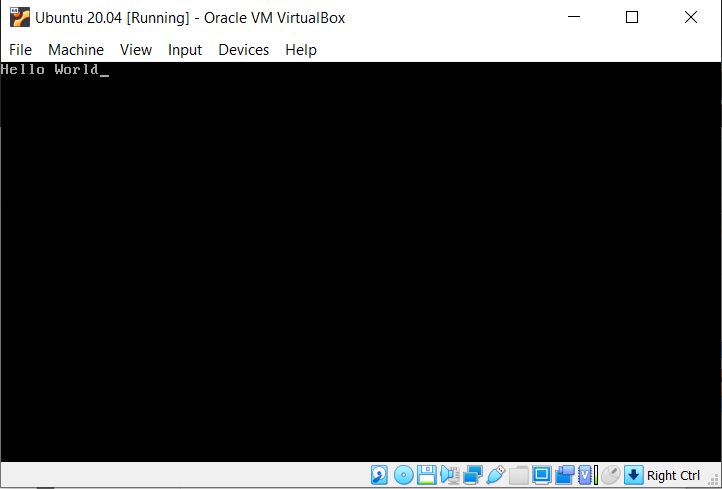 Ubuntu 20.04 [Running] - Oracle VM VirtualBox
File Machine View Input Devices Help
Hello World_
Right Ctrl